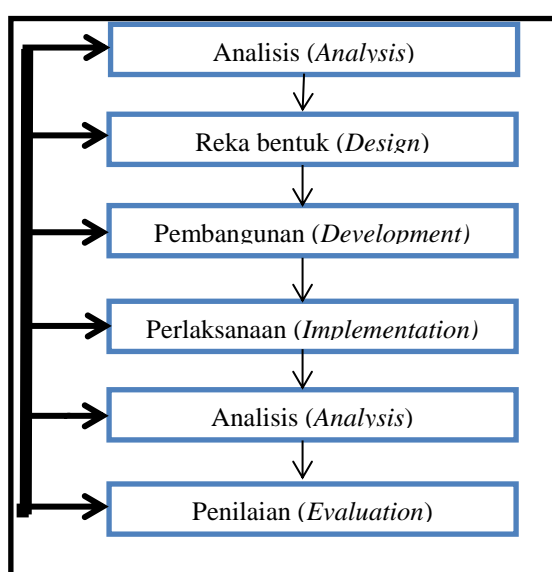 Analisis (Analysis)
Reka bentuk (Design)
Pembangunan (Development)
Perlaksanaan (Implementation)
Analisis (Analysis)
Penilaian (Evaluation)